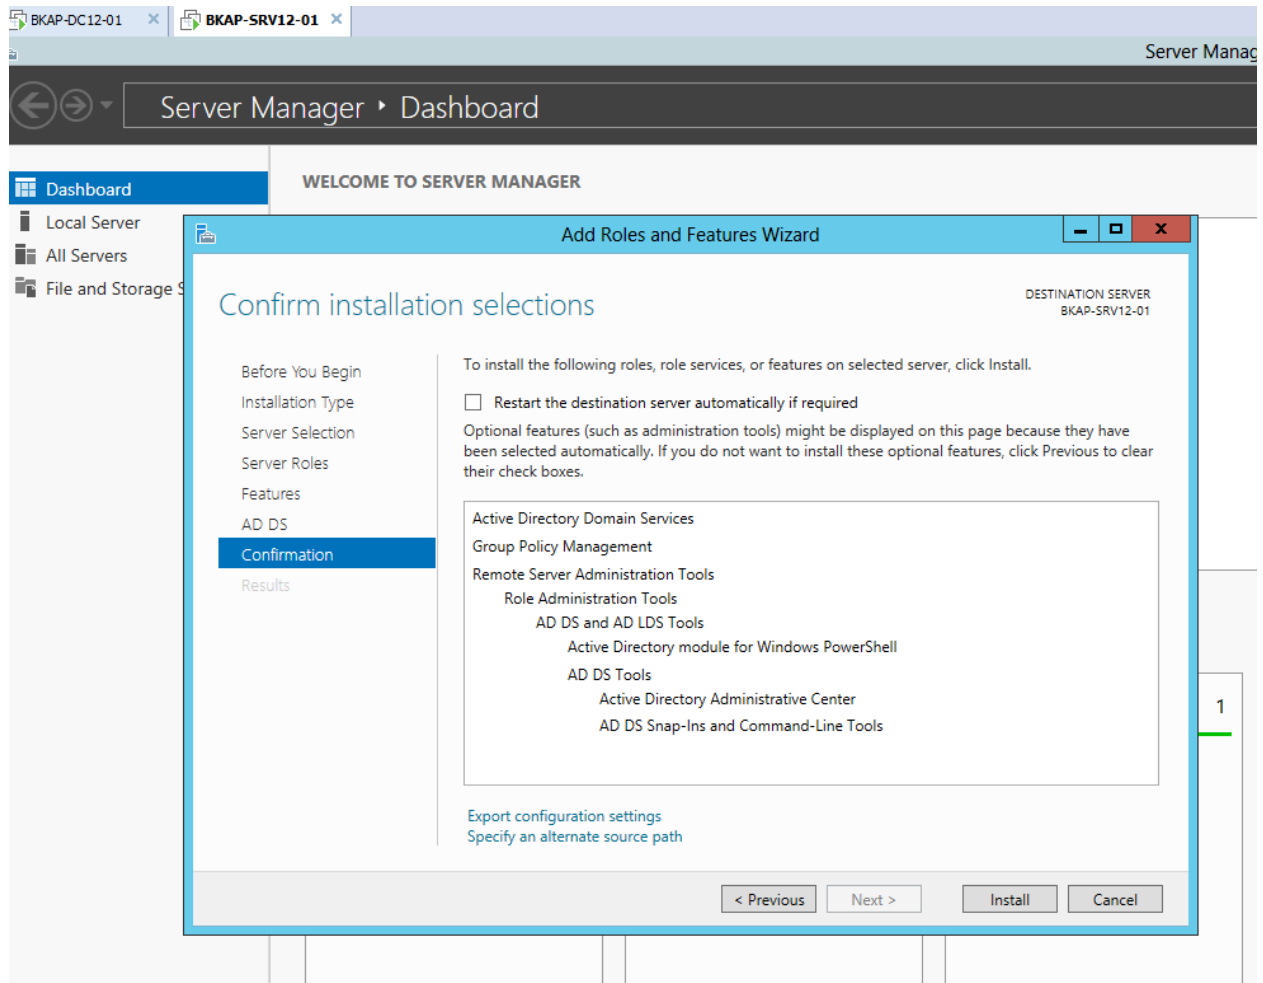 BKAP-DC12-01
BKAP-SRV12-01
Server Manag
Server Manager Dashboard
Dashboard
Local Server
All Servers
File and Storage S
WELCOME TO SERVER MANAGER
Add Roles and Features Wizard
Confirm installation selections
DESTINATION SERVER
BKAP-SRV12-01
Before You Begin
Installation Type
Server Selection
Server Roles
Features
AD DS
Confirmation
Results
To install the following roles, role services, or features on selected server, click Install.
Restart the destination server automatically if required
Optional features (such as administration tools) might be displayed on this page because they have
been selected automatically. If you do not want to install these optional features, click Previous to clear
their check boxes.
Active Directory Domain Services
Group Policy Management
Remote Server Administration Tools
Role Administration Tools
AD DS and AD LDS Tools
Active Directory module for Windows PowerShell
AD DS Tools
Active Directory Administrative Center
AD DS Snap-Ins and Command-Line Tools
Export configuration settings
Specify an alternate source path
1
< Previous
Next >
Install
Cancel